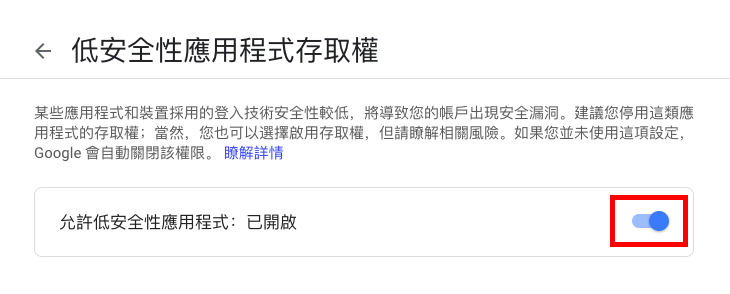 低安全性應用程式存取權
某些應用程式和裝置採用的登入技術安全性較低，將導致您的帳戶出現安全漏洞。建議您停用這類應
用程式的存取權；當然，您也可以選擇啟用存取權，但請瞭解相關風險。如果您並未使用這項設定，
Google 會自動關閉該權限。 瞭解詳情
允許低安全性應用程式：已開啟